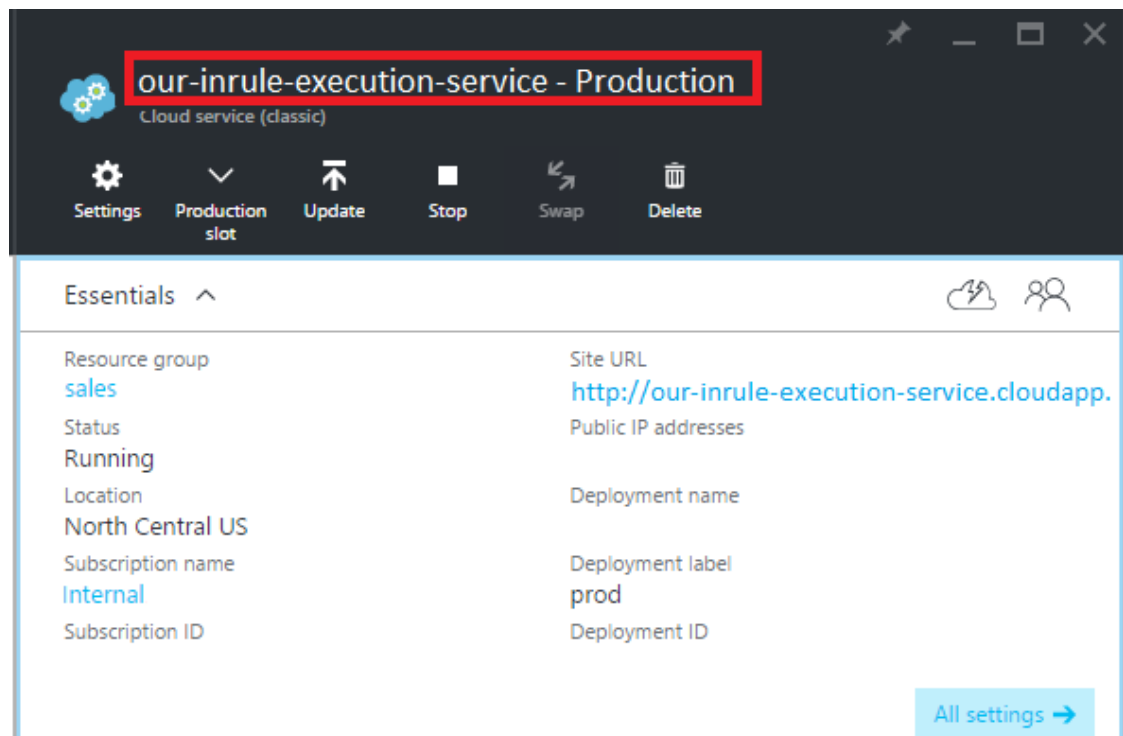 our-inrule-execution-service - Production
Cloud service (classic)
Settings
Production
slot
Update
Stop
Swap
Delete
Essentials
Resource group
sales
Site URL
http://our-inrule-execution-service.cloudapp.
Status
Running
Public IP addresses
Location
North Central US
Deployment name
Subscription name
Internal
Deployment label
prod
Subscription ID
Deployment ID
All settings →